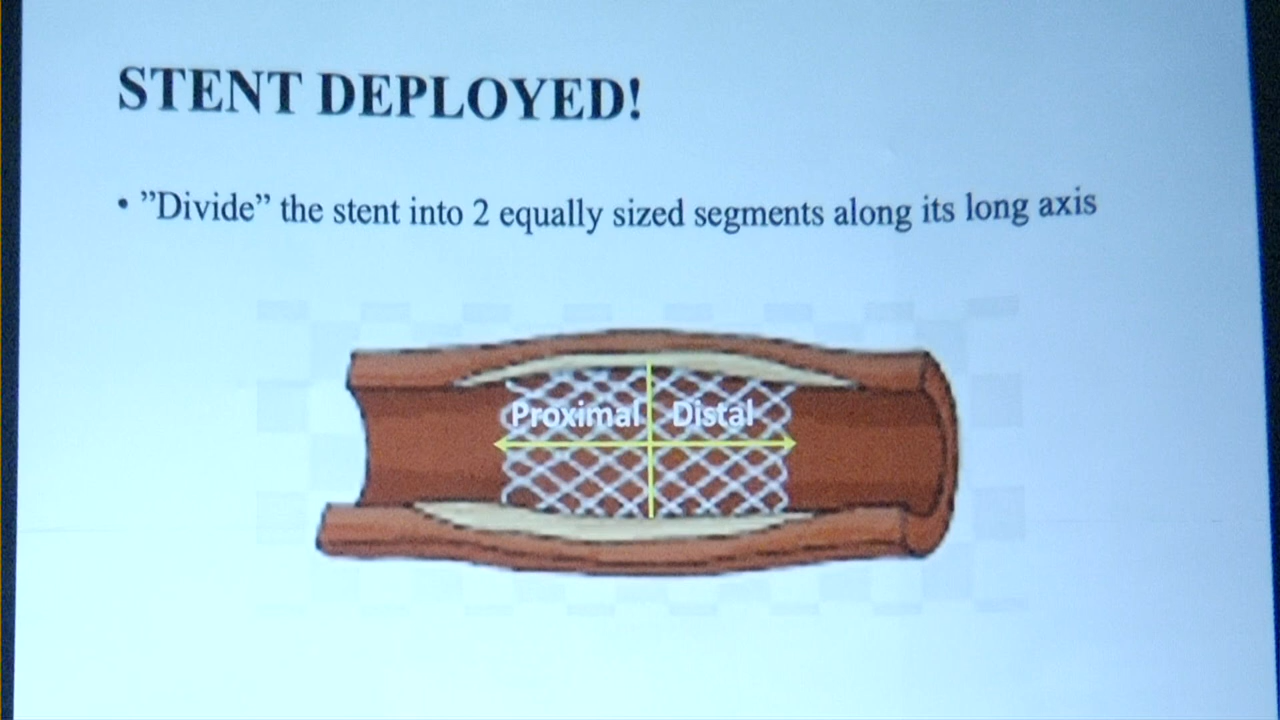 STENT DEPLOYED!
• ”Divide” the stent into 2 equally sized segments along its long axis
Proximal Distal